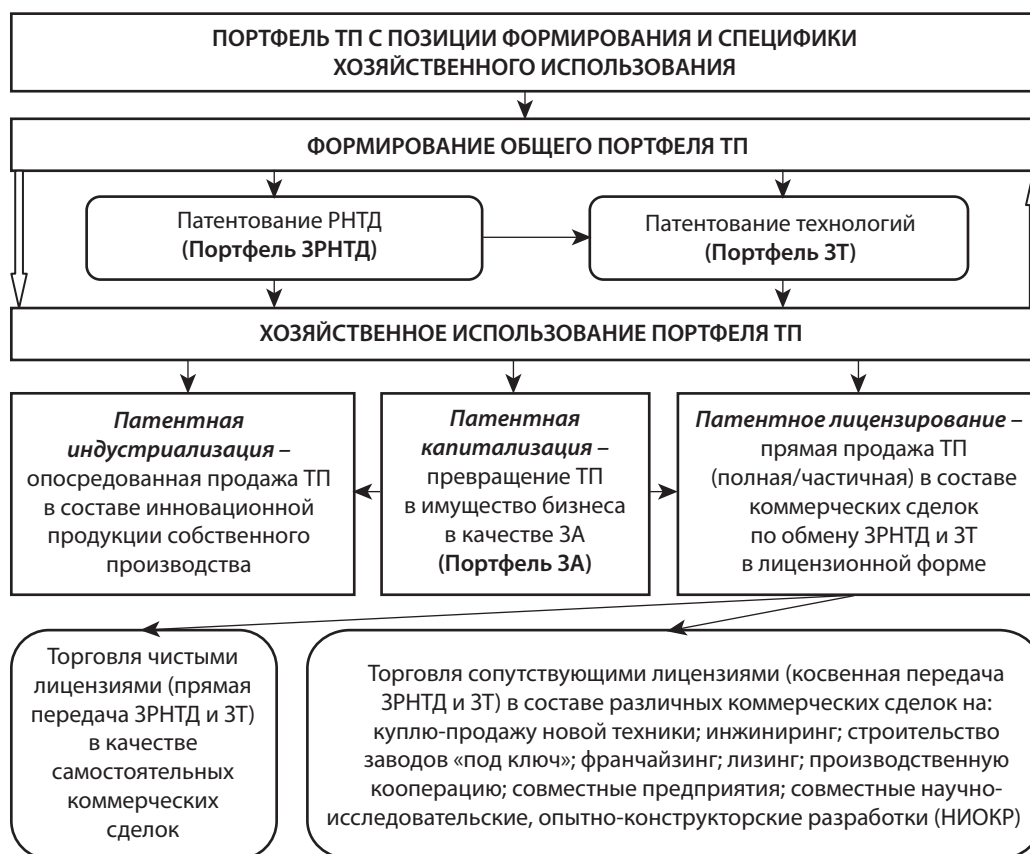 ПОРТФЕЛЬ ТП С ПОЗИЦИИ ФОРМИРОВАНИЯ И СПЕЦИФИКИ
ХОЗЯЙСТВЕННОГО ИСПОЛЬЗОВАНИЯ
ФОРМИРОВАНИЕ ОБЩЕГО ПОРТФЕЛЯ ТП
Патентование РНТД
(Портфель ЗРНТД)
Патентование технологий
(Портфель ЗТ)
ХОЗЯЙСТВЕННОЕ ИСПОЛЬЗОВАНИЕ ПОРТФЕЛЯ ТП
Патентная
индустриализация –
опосредованная продажа ТП
в составе инновационной
продукции собственного
производства
Патентная
капитализация –
превращение ТП
в имущество бизнеса
в качестве ЗА
(Портфель ЗА)
Патентное лицензирование –
прямая продажа ТП
(полная/частичная) в составе
коммерческих сделок
по обмену ЗРНТД и ЗТ
в лицензионной форме
Торговля чистыми
лицензиями (прямая
передача ЗРНТД и ЗТ)
в качестве
самостоятельных
коммерческих
сделок
Торговля сопутствующими лицензиями (косвенная передача
ЗРНТД и ЗТ) в составе различных коммерческих сделок на:
куплю-продажу новой техники; инжиниринг; строительство
заводов «под ключ»; франчайзинг; лизинг; производственную
кооперацию; совместные предприятия; совместные научно-
исследовательские, опытно-конструкторские разработки (НИОКР)